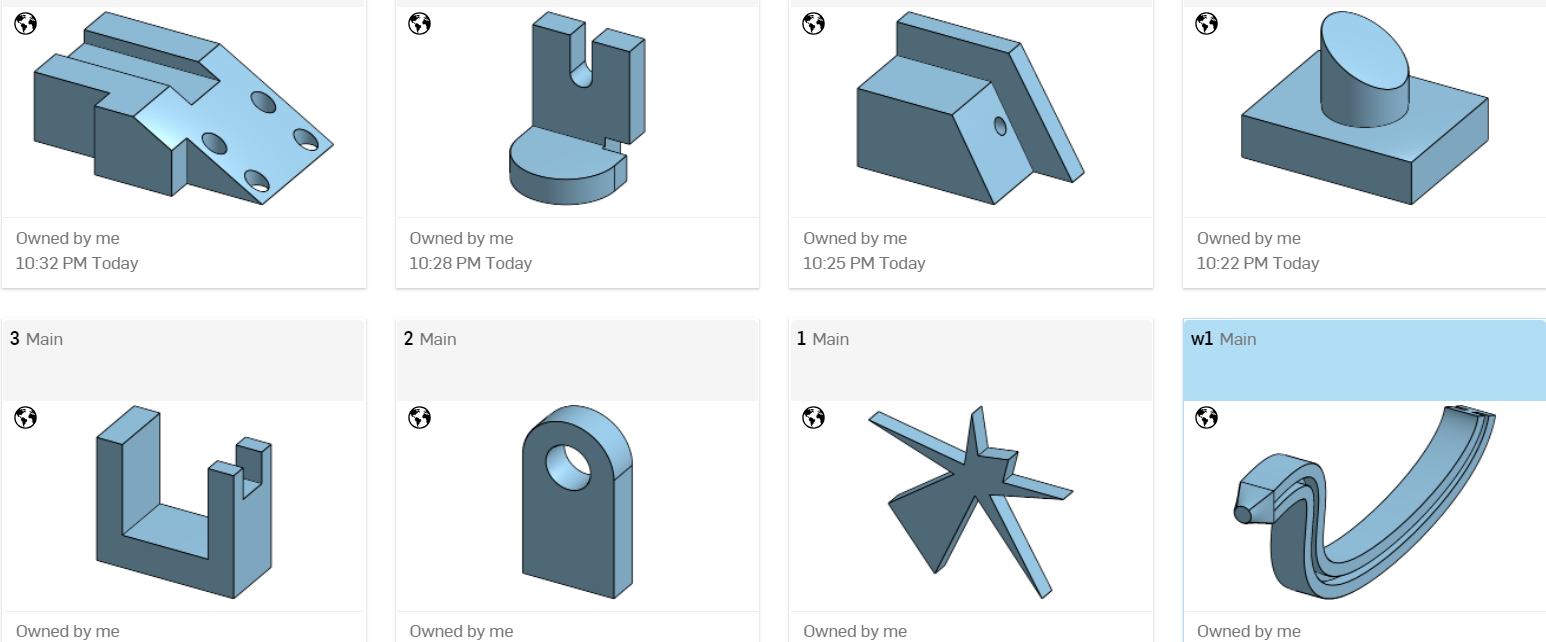 Owned by me
10:32 PM Today
Owned by me
10:28 PM Today
Owned by me
10:25 PM Today
Owned by me
10:22 PM Today
3 Main
2 Main
1 Main
w1 Main
Owned by me
Owned by me
Owned by me
Owned by me